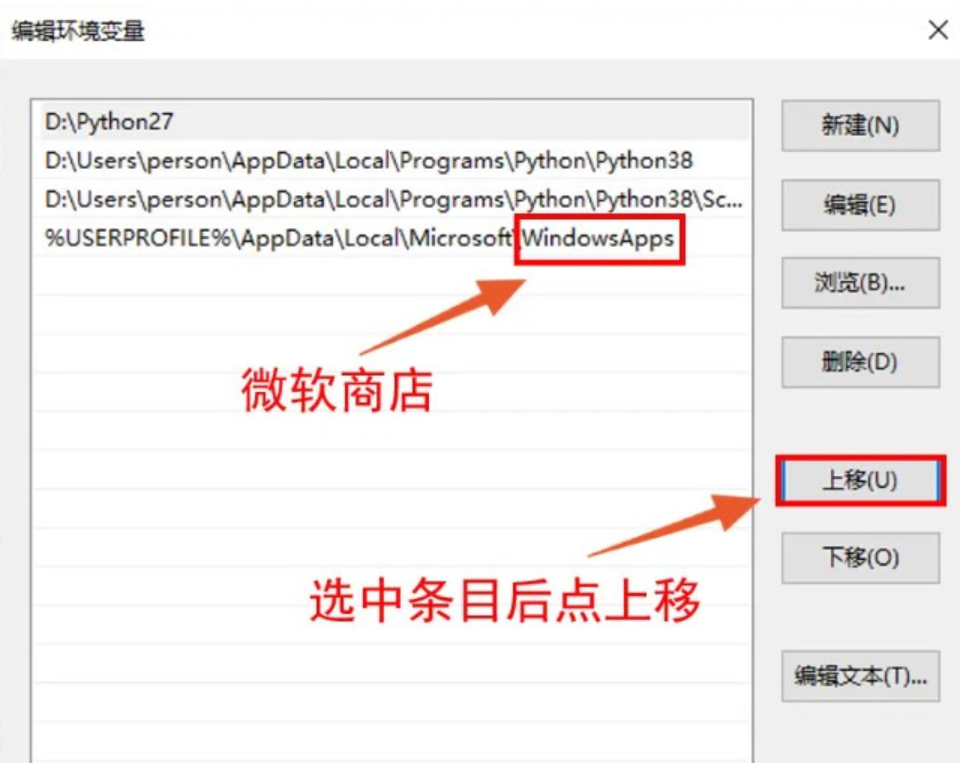 编辑环境变量
D:\Python27
新建(N)
D:\Users\person\AppData\Local\Programs\Python\Python38
D:\Users\person\AppData\Local\Programs\Python\Python38\Sc...
编辑(E)
%USERPROFILE%\AppData\Local\Microsoft\WindowsApps
浏览(B)...
删除(D)
微软商店
上移(U)
下移(O)
选中条目后点上移
编辑文本(T)...